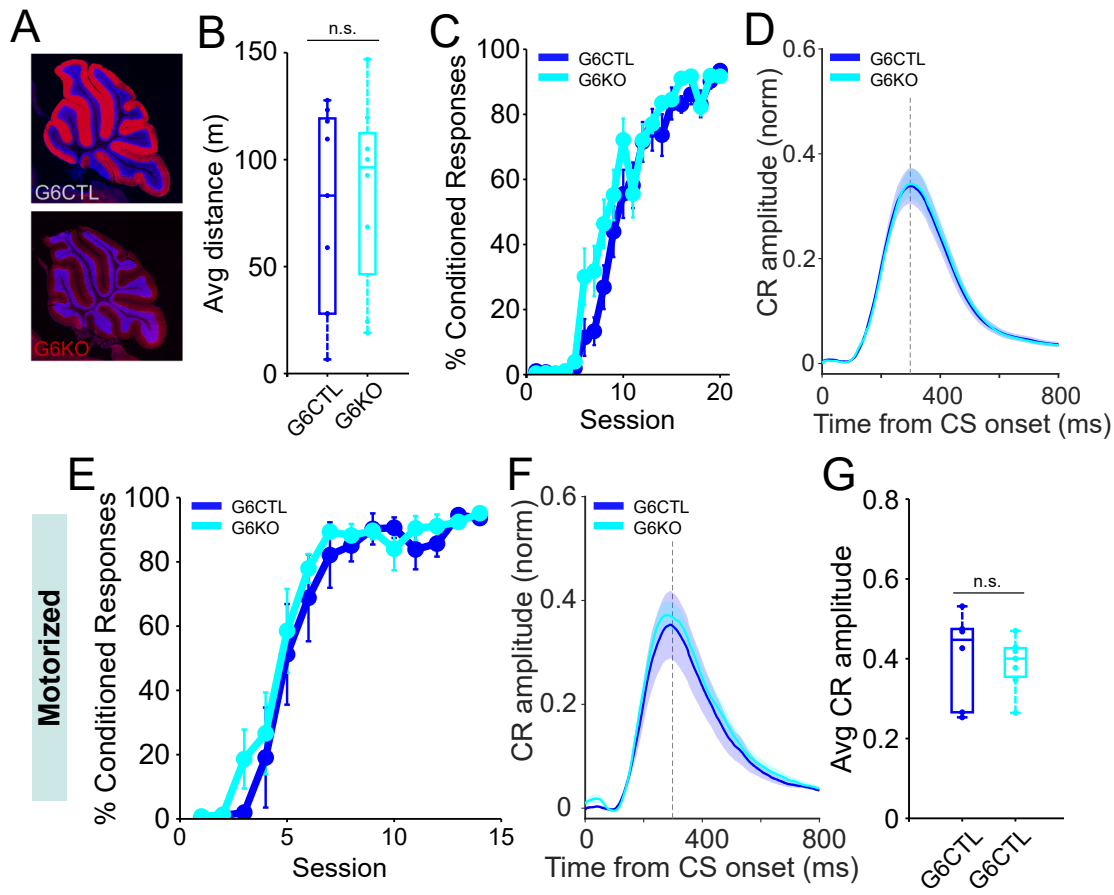 A
G6CTL
G6KO
B
n.s.
Avg distance (m)
150
100
50
0
G6CTL
G6KO
C
G6CTL
G6KO
% Conditioned Responses
100
80
60
40
20
0
0
10
20
Session
D
G6CTL
G6KO
CR amplitude (norm)
0.6
0.4
0.2
0
0
400
800
Time from CS onset (ms)
Motorized
E
G6CTL
G6KO
% Conditioned Responses
100
80
60
40
20
0
0
5
10
15
Session
F
G6CTL
G6KO
CR amplitude (norm)
0.6
0.4
0.2
0
0
400
800
Time from CS onset (ms)
G
n.s.
Avg CR amplitude
0.8
0.6
0.4
0.2
0
G6CTL
G6CTL